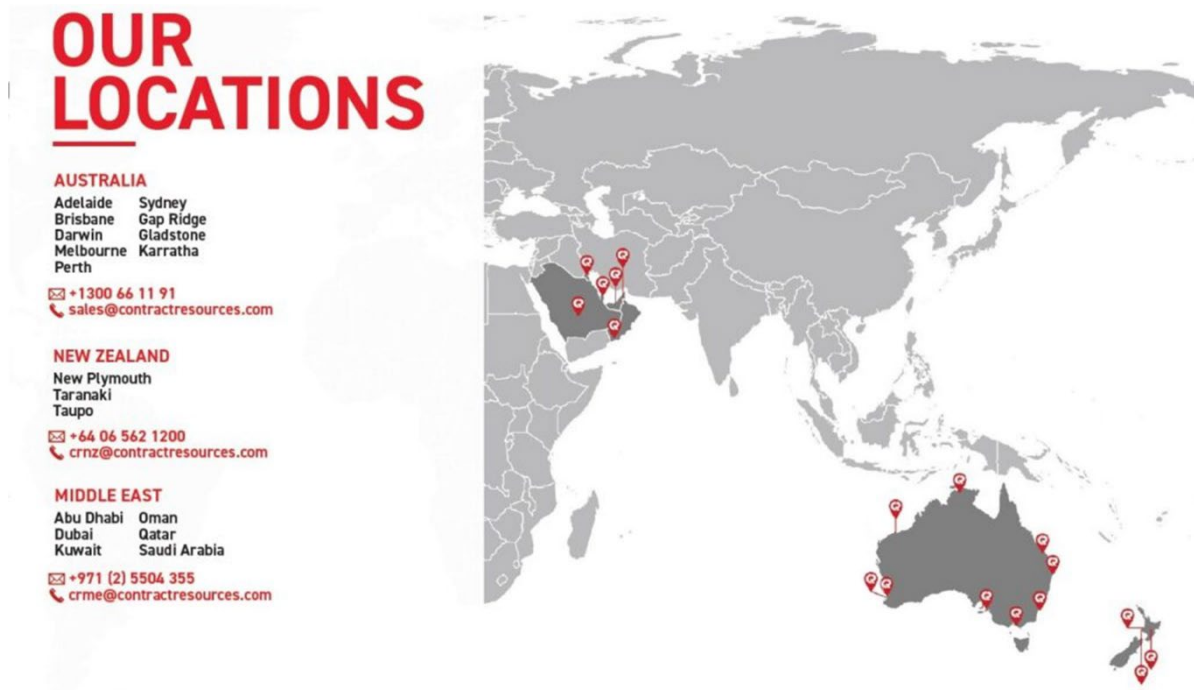 OUR
LOCATIONS
AUSTRALIA
Adelaide Sydney
Brisbane Gap Ridge
Darwin Gladstone
Melbourne Karratha
Perth
+1300 66 11 91
sales@contractresources.com
NEW ZEALAND
New Plymouth
Taranaki
Taupo
+64 06 562 1200
crnz@contractresources.com
MIDDLE EAST
Abu Dhabi Oman
Dubai Qatar
Kuwait Saudi Arabia
+971 (2) 5504 355
crme@contractresources.com